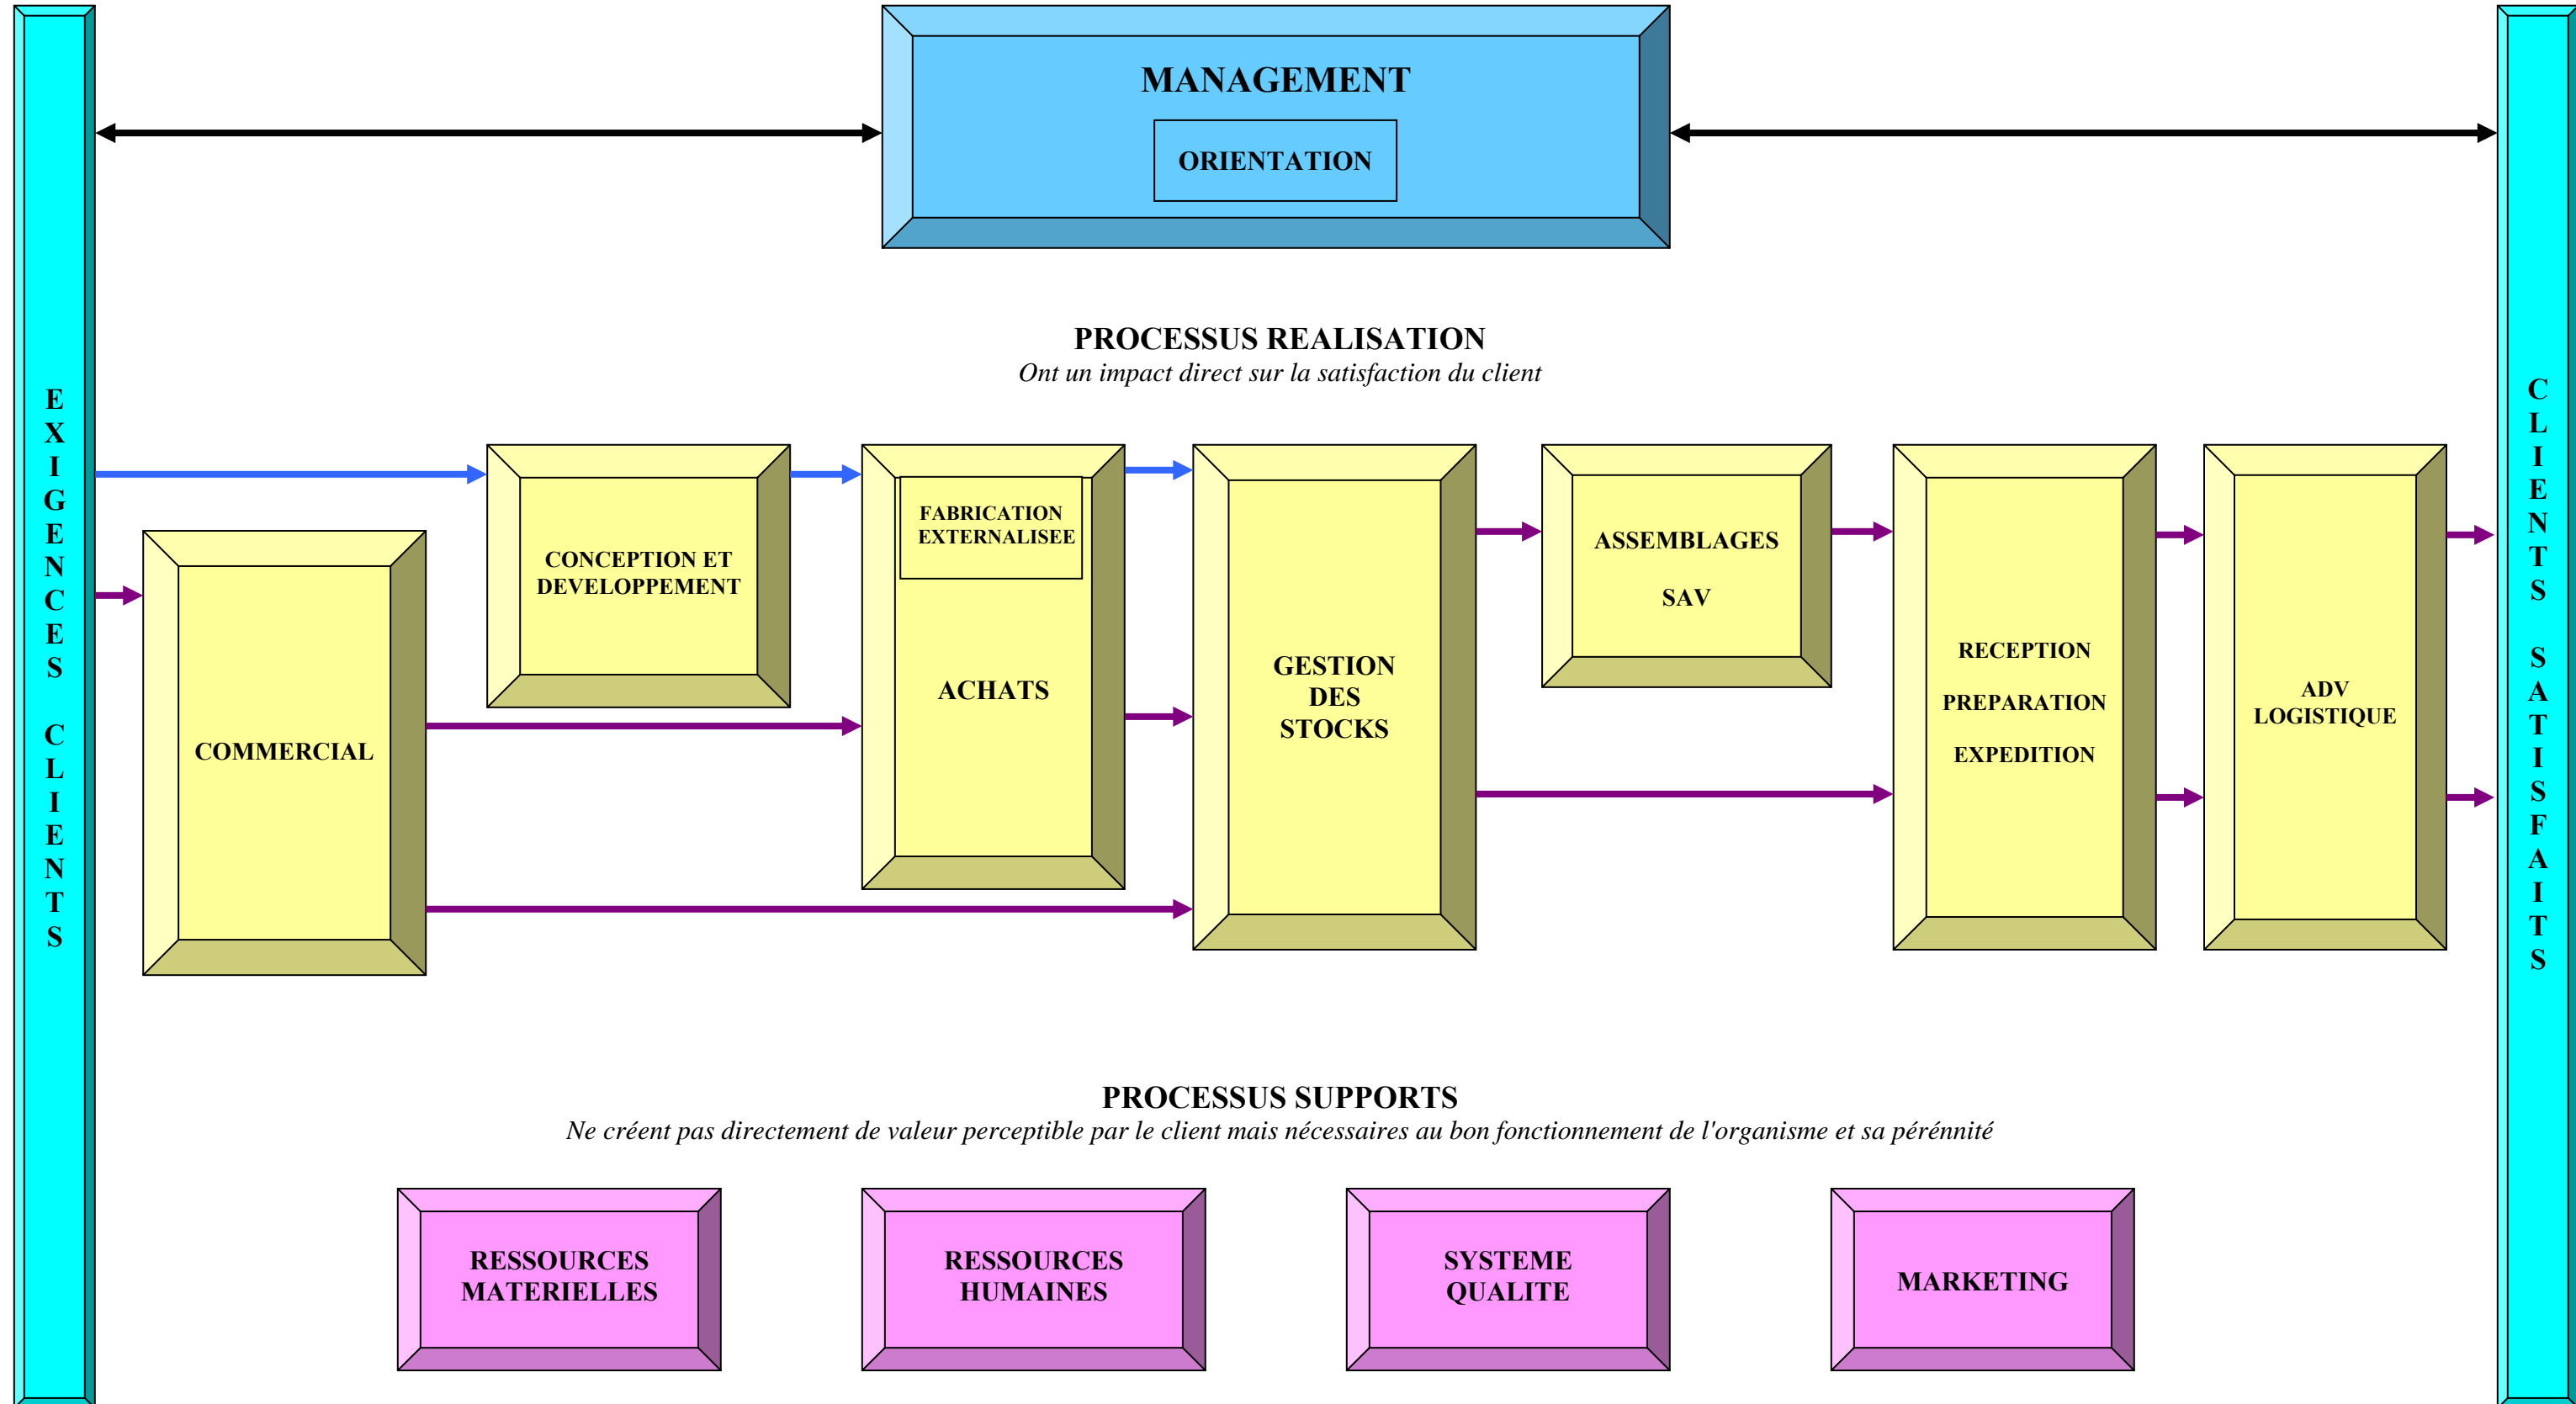 MANAGEMENT
ORIENTATION
PROCESSUS REALISATION
Ont un impact direct sur la satisfaction du client
EXIGENCES CLIENTS
COMMERCIAL
CONCEPTION ET
DEVELOPPEMENT
FABRICATION
EXTERNALISEE
ACHATS
GESTION
DES
STOCKS
ASSEMBLAGES
SAV
RECEPTION
PREPARATION
EXPEDITION
ADV
LOGISTIQUE
CLIENTS SATISFAITS
PROCESSUS SUPPORTS
Ne créent pas directement de valeur perceptible par le client mais nécessaires au bon fonctionnement de l'organisme et sa pérénnité
RESSOURCES
MATERIELLES
RESSOURCES
HUMAINES
SYSTEME
QUALITE
MARKETING